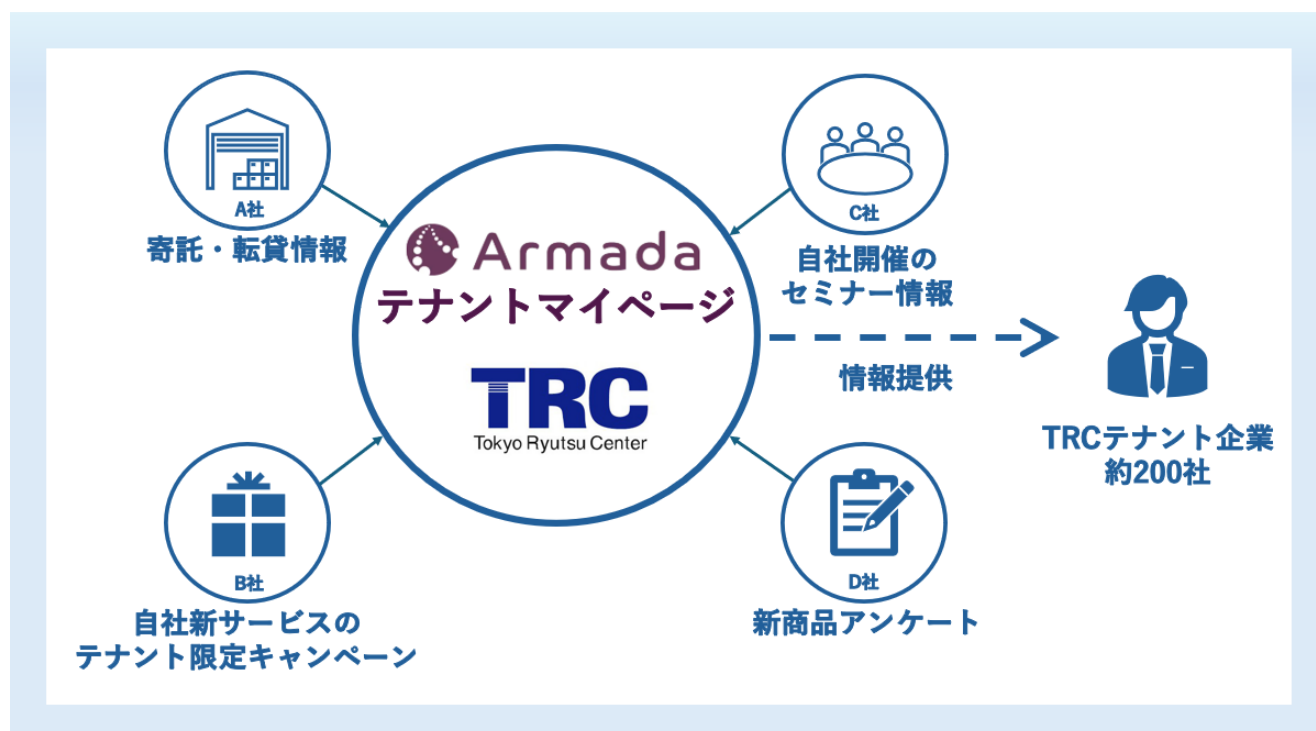 A社
寄託・転貸情報
C社
自社開催の
セミナー情報
Armada
テナントマイページ
TRC
Tokyo Ryutsu Center
情報提供
TRCテナント企業
約200社
B社
自社新サービスの
テナント限定キャンペーン
D社
新商品アンケート